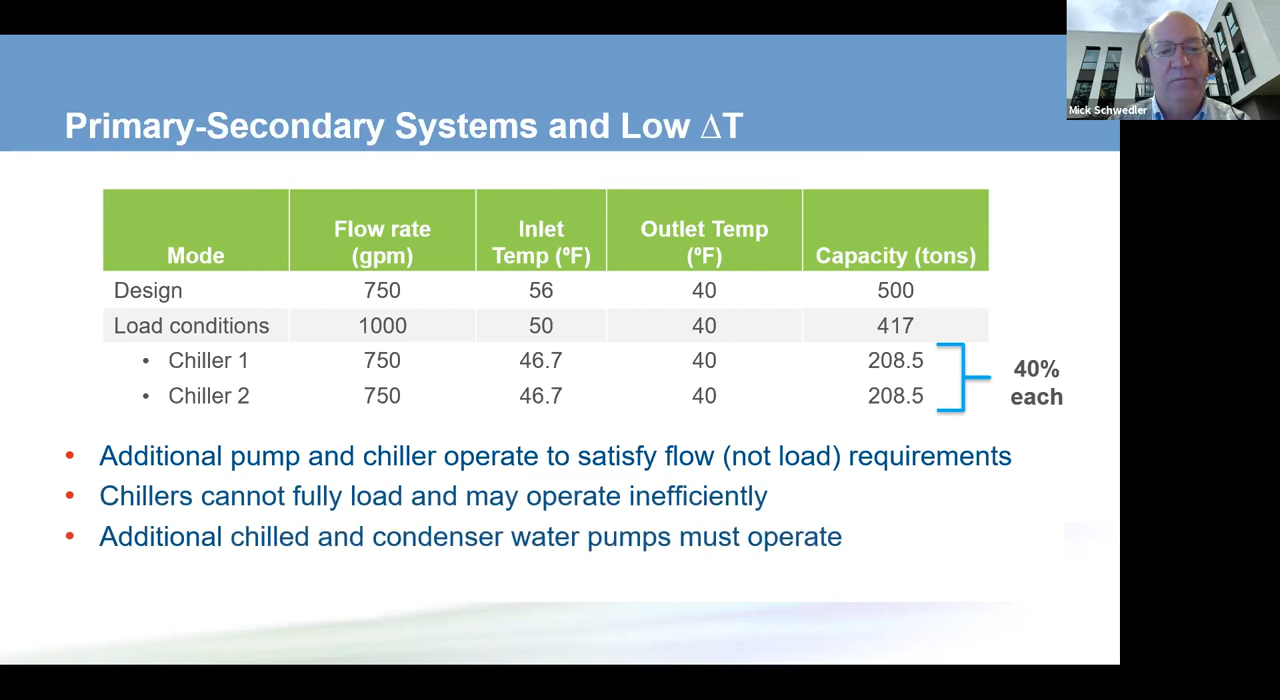 Mick Schwedler
Primary-Secondary Systems and Low ΔT
Mode
Flow rate
(gpm)
Inlet
Temp (ºF)
Outlet Temp
(ºF)
Capacity (tons)
Design 750 56 40 500
Load conditions 1000 50 40 417
• Chiller 1 750 46.7 40 208.5
• Chiller 2 750 46.7 40 208.5
40%
each
• Additional pump and chiller operate to satisfy flow (not load) requirements
• Chillers cannot fully load and may operate inefficiently
• Additional chilled and condenser water pumps must operate